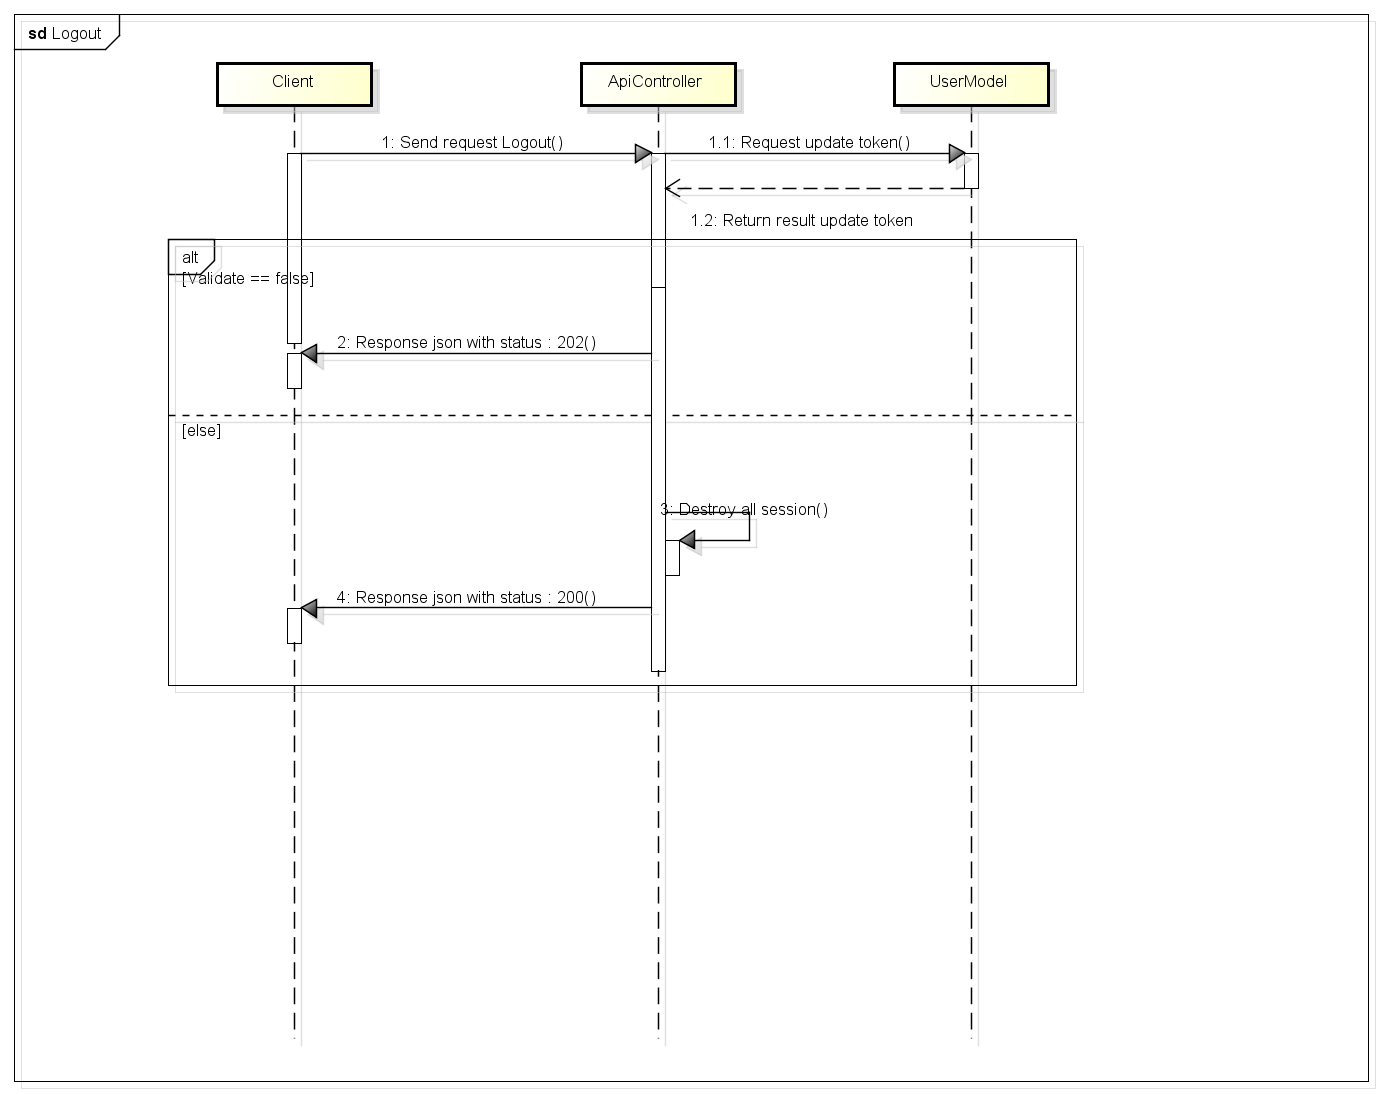 sd Logout
Client
ApiController
UserModel
1: Send request Logout()
1.1: Request update token()
1.2: Return result update token
alt
[Validate == false]
2: Response json with status : 202()
[else]
3: Destroy all session()
4: Response json with status : 200()